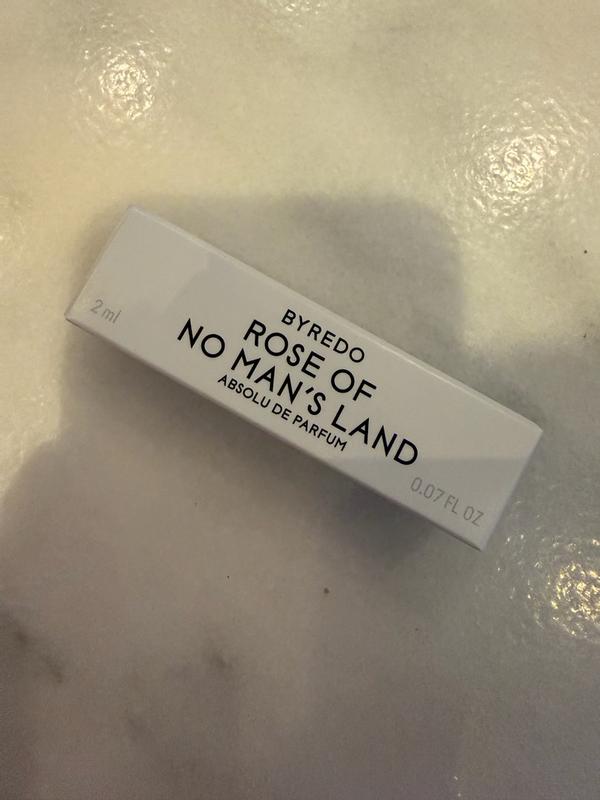 BYREDO
ROSE OF
NO MAN'S LAND
ABSOLU DE PARFUM
2 ml
0.07 FL OZ